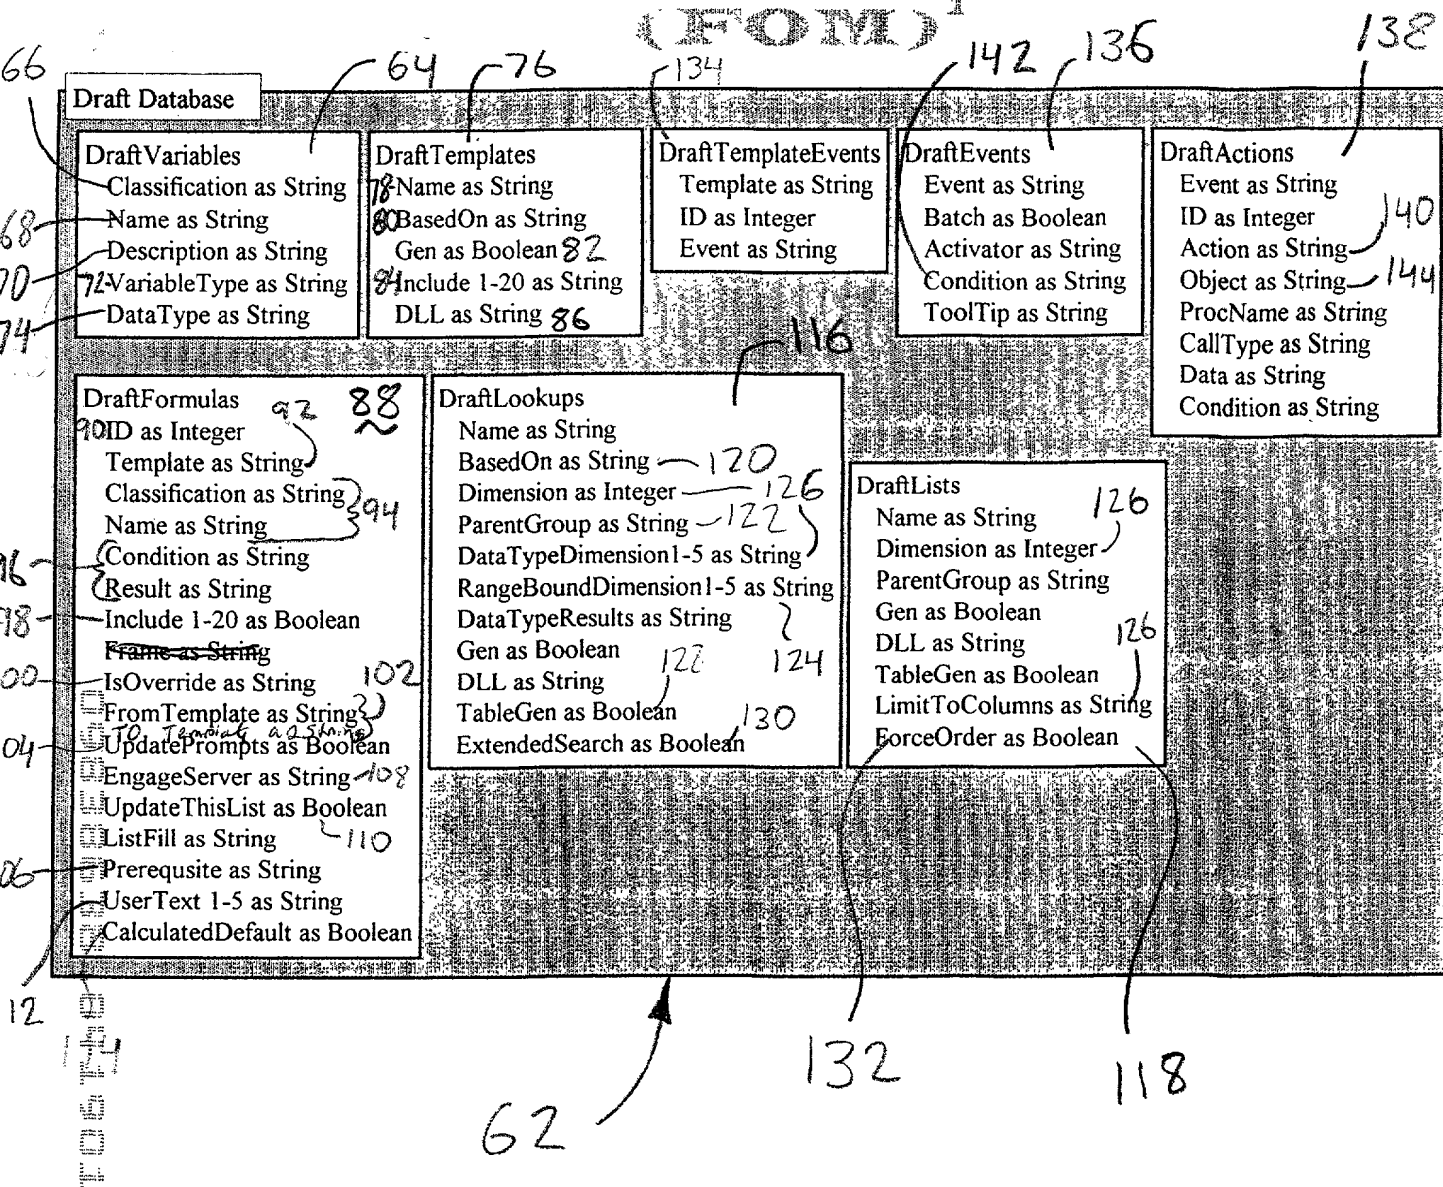 (FOM)
138
66
64
76
134
142
136
Draft Database
DraftVariables
Classification as String
68 Name as String
70 Description as String
72 VariableType as String
74 DataType as String
DraftTemplates
78 Name as String
80 BasedOn as String
Gen as Boolean 82
84 Include 1-20 as String
DLL as String 86
DraftTemplateEvents
Template as String
ID as Integer
Event as String
DraftEvents
Event as String
Batch as Boolean
Activator as String
Condition as String
ToolTip as String
DraftActions
Event as String
ID as Integer
Action as String 140
Object as String 144
ProcName as String
CallType as String
Data as String
Condition as String
DraftFormulas 92 88
90 ID as Integer
Template as String
Classification as String
Name as String 94
Condition as String
96 Result as String
98 Include 1-20 as Boolean
Frame as String
00 IsOverride as String 102
FromTemplate as String
To Template as String
04 UpdatePrompts as Boolean
EngageServer as String 108
UpdateThisList as Boolean
ListFill as String 110
06 Prerequsite as String
UserText 1-5 as String
CalculatedDefault as Boolean
12
114
116
DraftLookups
Name as String
BasedOn as String 120
Dimension as Integer 126
ParentGroup as String 122
DataTypeDimension1-5 as String
RangeBoundDimension1-5 as String
DataTypeResults as String
Gen as Boolean 124
DLL as String
TableGen as Boolean
ExtendedSearch as Boolean 130
DraftLists
Name as String 126
Dimension as Integer
ParentGroup as String
Gen as Boolean
DLL as String 126
TableGen as Boolean
LimitToColumns as String
ForceOrder as Boolean
132
118
62